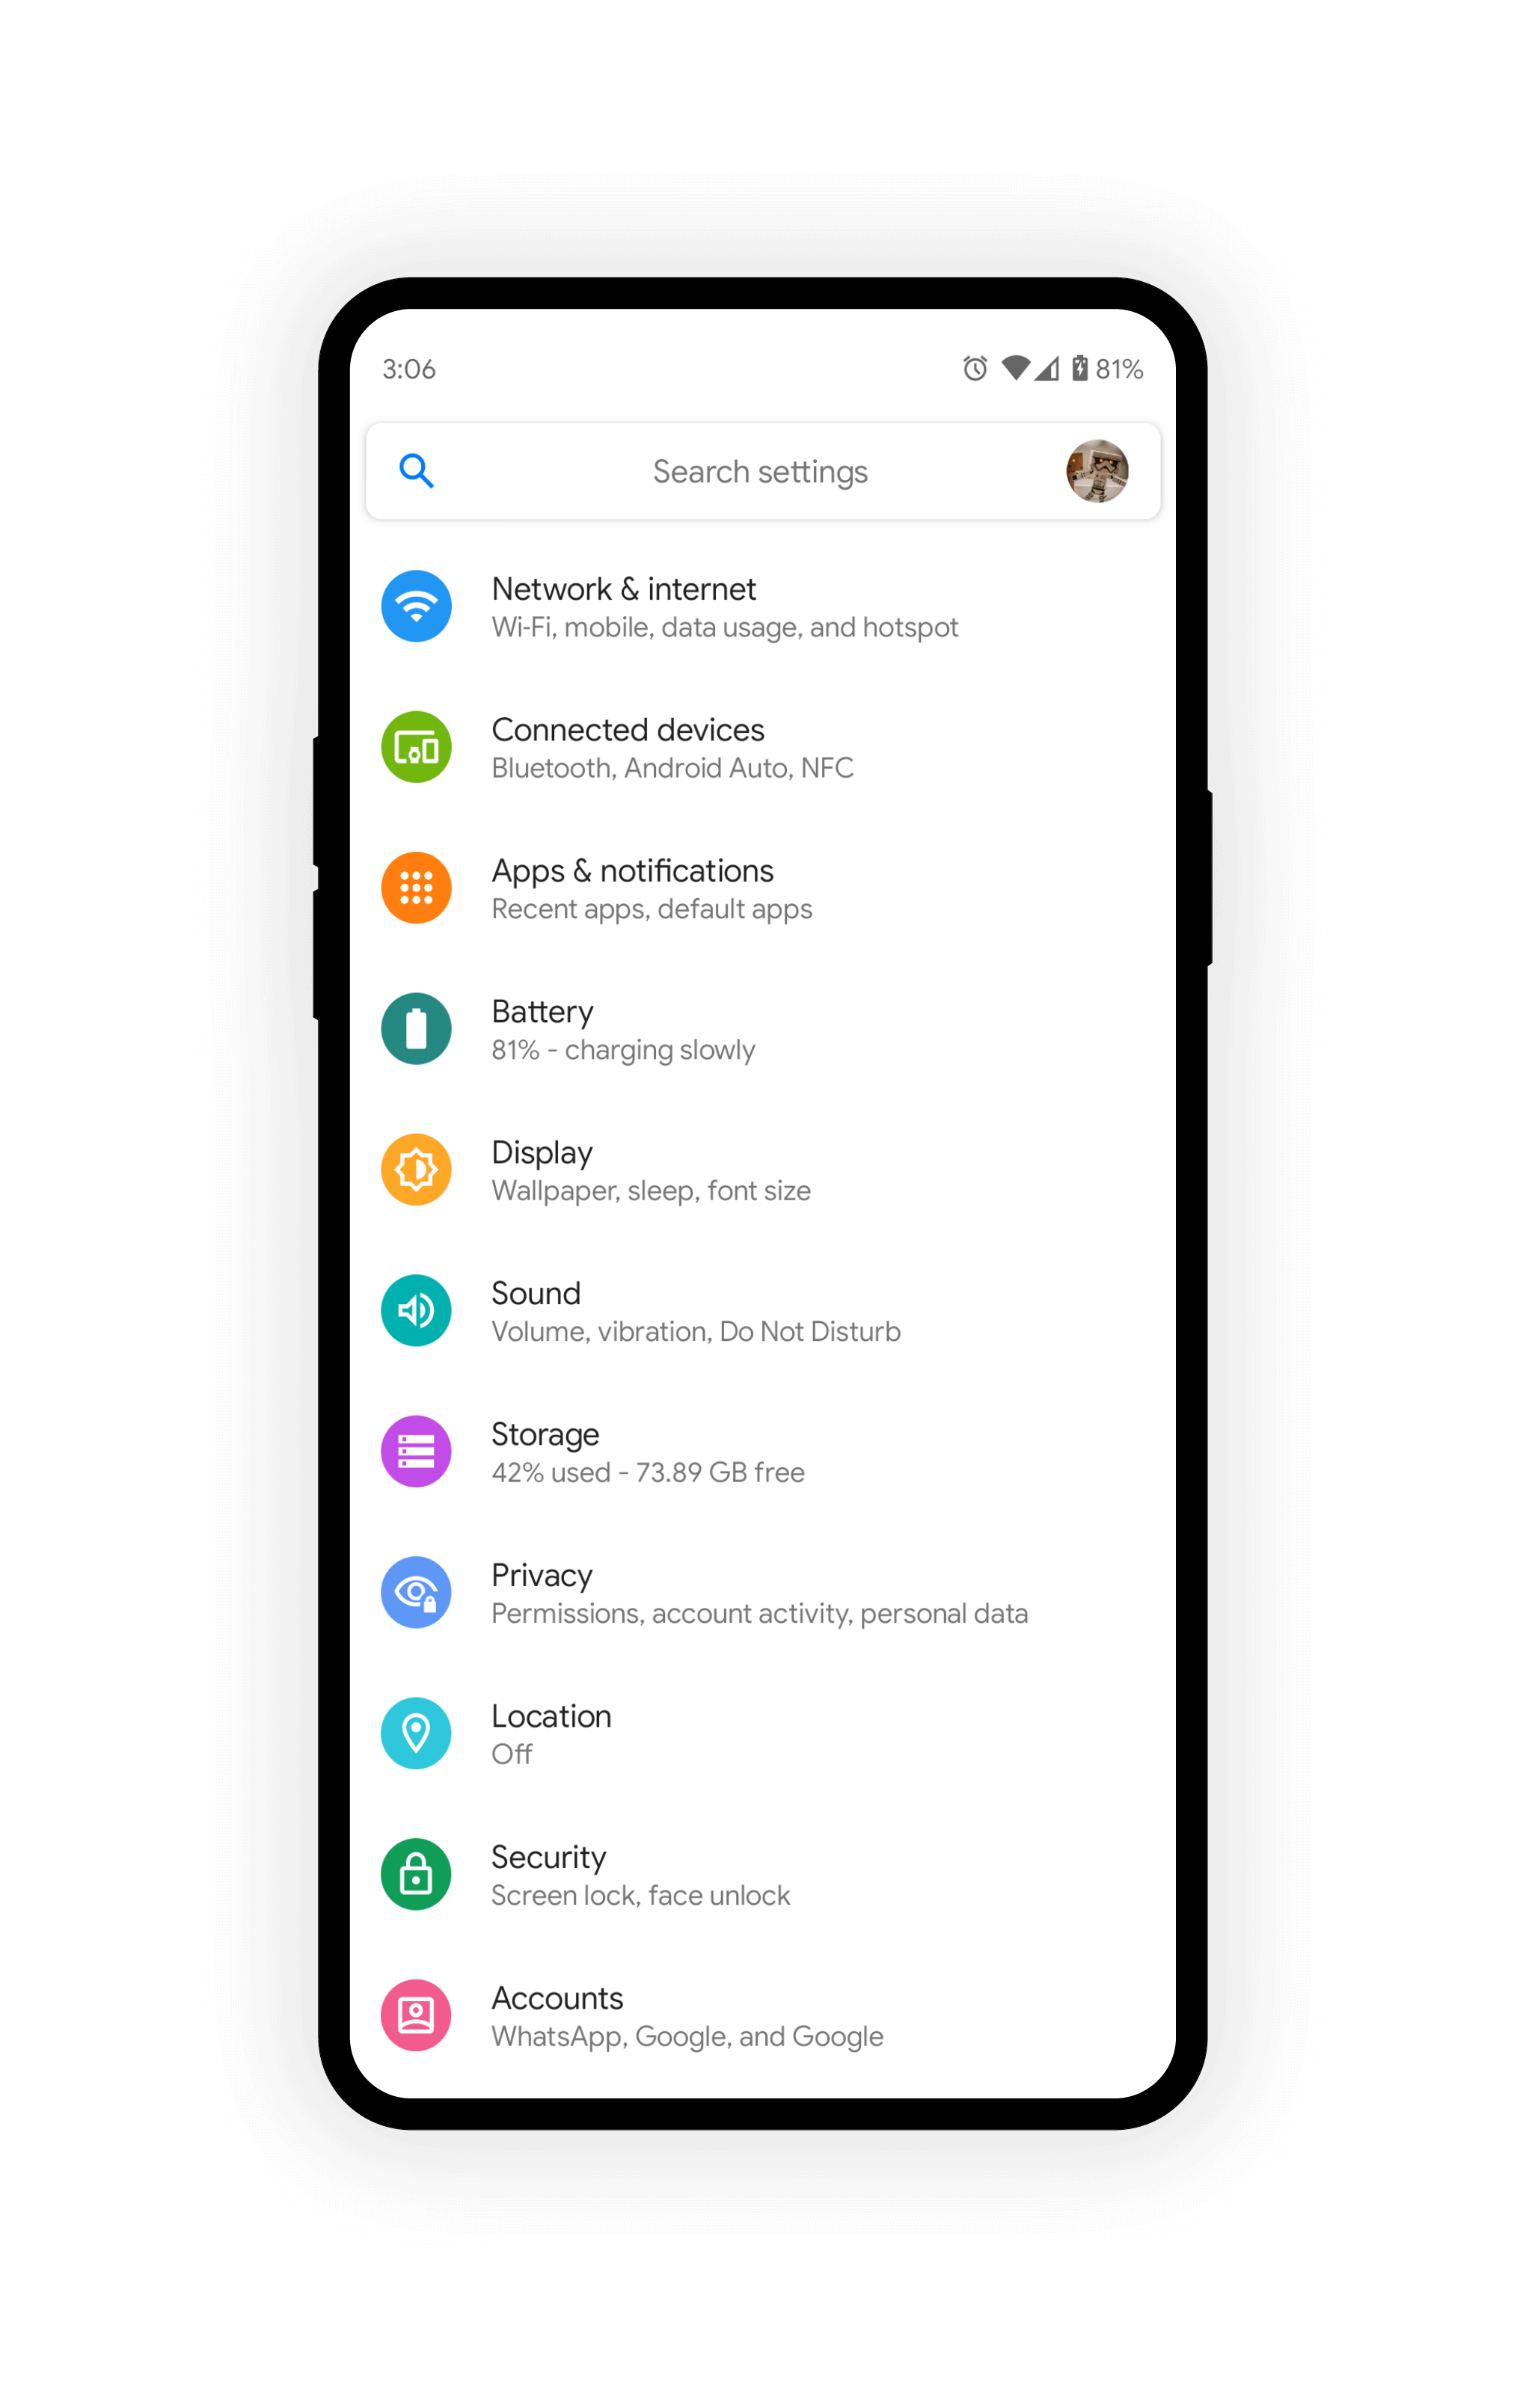 3:06 81%
Search settings
Network & internet
Wi-Fi, mobile, data usage, and hotspot
Connected devices
Bluetooth, Android Auto, NFC
Apps & notifications
Recent apps, default apps
Battery
81% - charging slowly
Display
Wallpaper, sleep, font size
Sound
Volume, vibration, Do Not Disturb
Storage
42% used - 73.89 GB free
Privacy
Permissions, account activity, personal data
Location
Off
Security
Screen lock, face unlock
Accounts
WhatsApp, Google, and Google